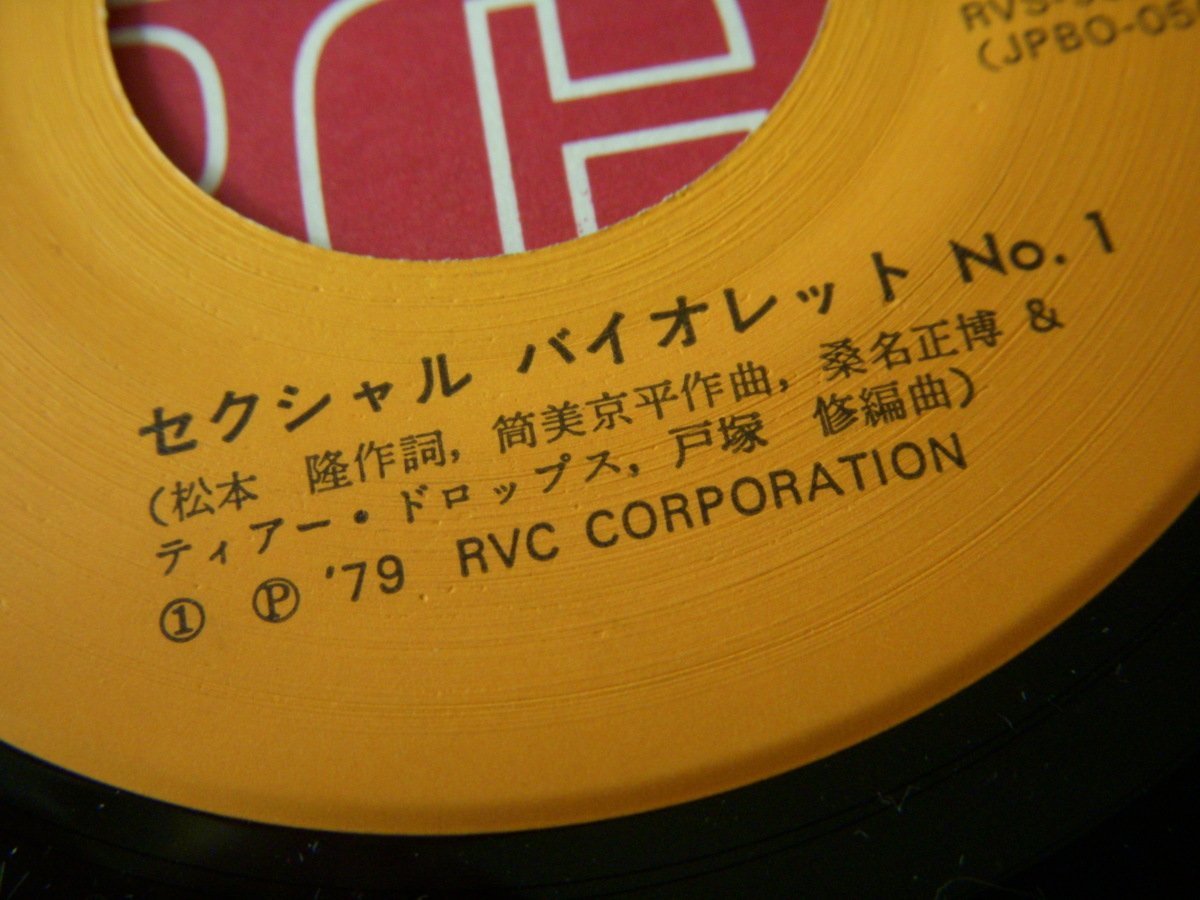 セクシャル バイオレット No. 1
(松本 隆作詞, 筒美京平作曲, 桑名正博 &
ティアー・ドロップス, 戸塚 修編曲)
① Ⓟ '79 RVC CORPORATION